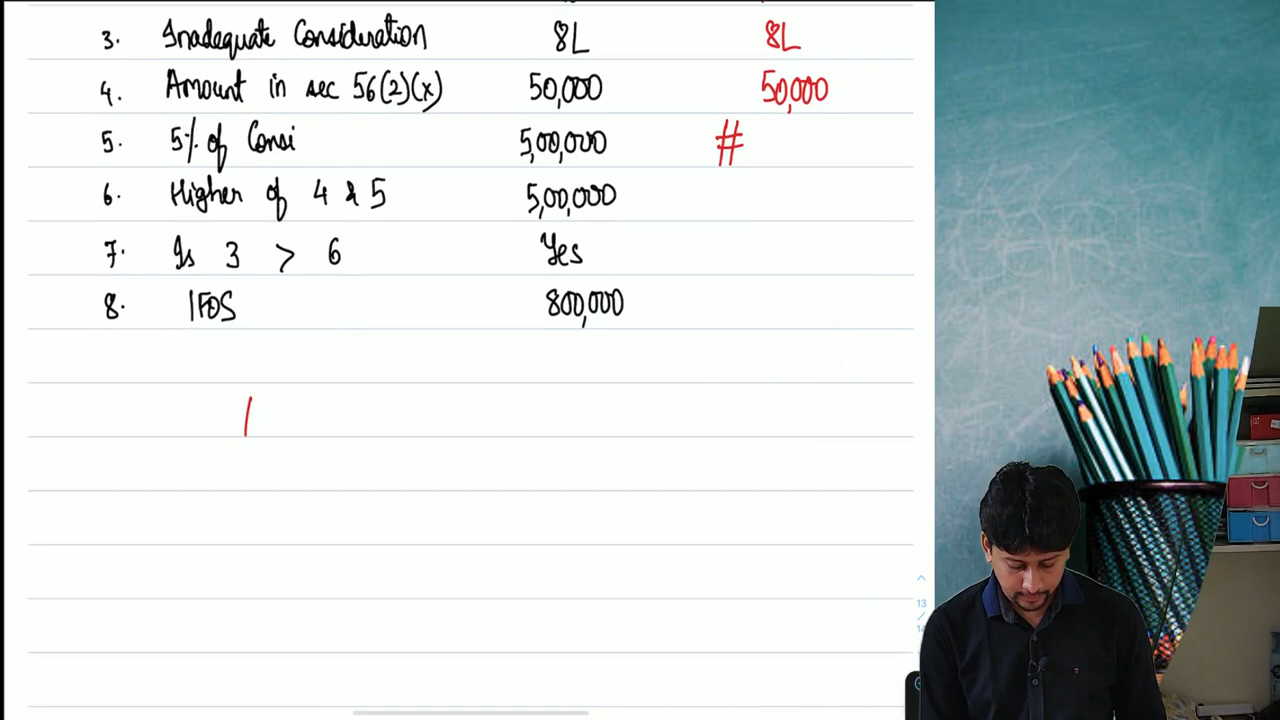 3. Inadequate Consideration 8L 8L
4. Amount in sec 56(2)(x) 50,000 50,000
5. 5% of Consi 5,00,000 #
6. Higher of 4 & 5 5,00,000
7. Is 3 > 6 Yes
8. IFOS 800,000
13
/